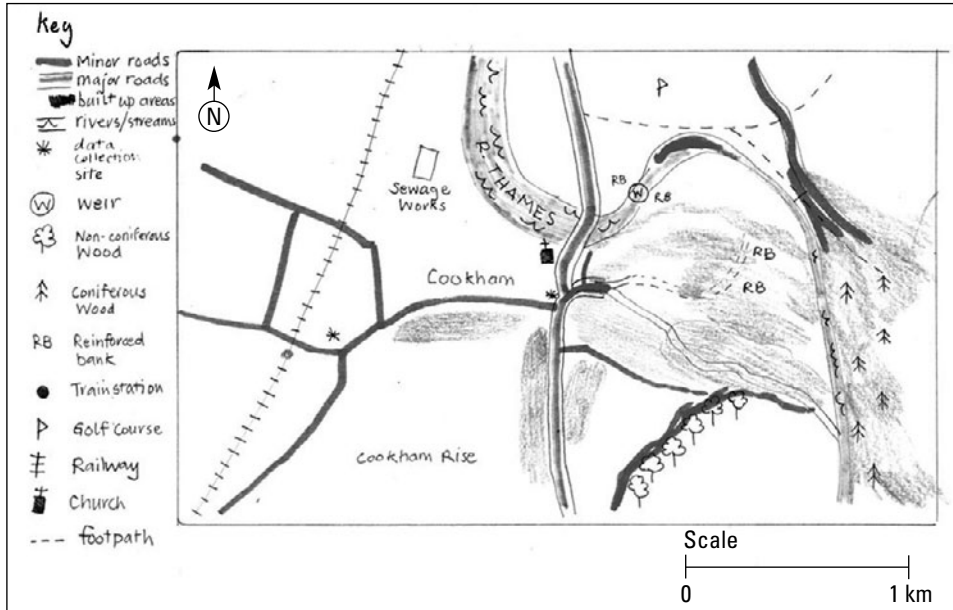 Key
Minor roads
major roads
built up areas
rivers/streams
data
collection
site
W weir
Non-coniferous
Wood
Coniferous
Wood
RB Reinforced
bank
Train station
Golf Course
Railway
Church
footpath
N
Sewage
Works
R. THAMES
RB
W
RB
Cookham
RB
RB
Cookham Rise
Scale
0 1 km